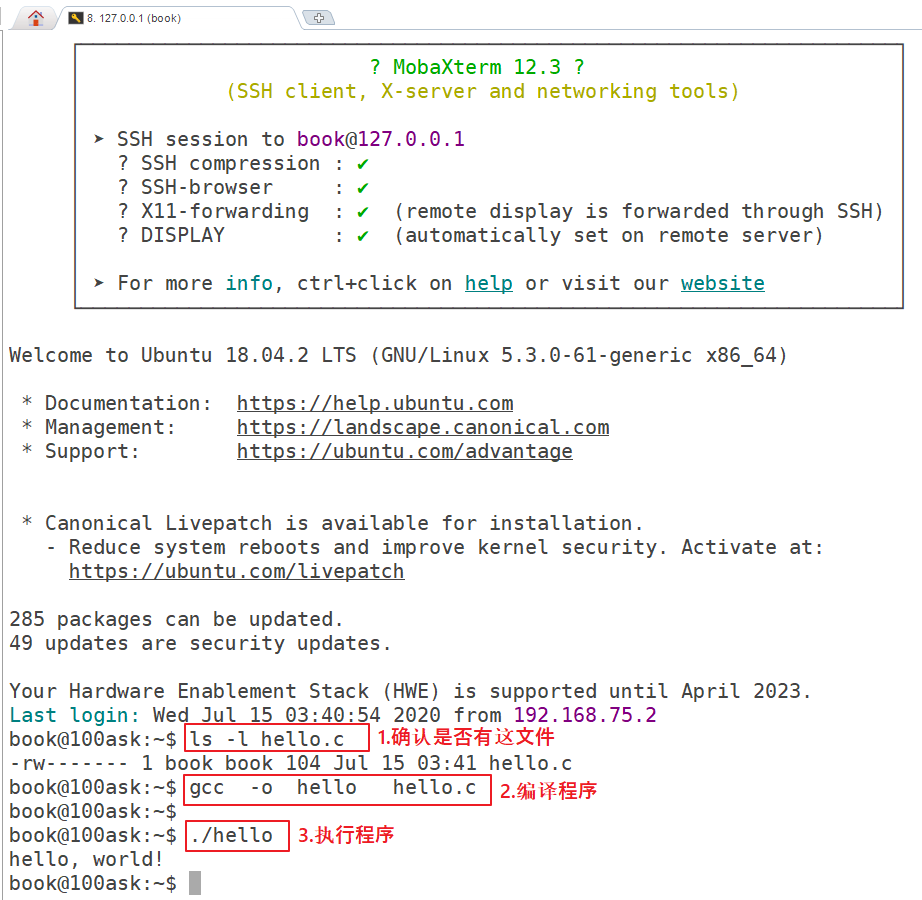 8. 127.0.0.1 (book)
? MobaXterm 12.3 ?
(SSH client, X-server and networking tools)
➤ SSH session to book@127.0.0.1
? SSH compression : ✔
? SSH-browser     : ✔
? X11-forwarding  : ✔  (remote display is forwarded through SSH)
? DISPLAY         : ✔  (automatically set on remote server)
➤ For more info, ctrl+click on help or visit our website
Welcome to Ubuntu 18.04.2 LTS (GNU/Linux 5.3.0-61-generic x86_64)
* Documentation:  https://help.ubuntu.com
* Management:     https://landscape.canonical.com
* Support:        https://ubuntu.com/advantage
* Canonical Livepatch is available for installation.
- Reduce system reboots and improve kernel security. Activate at:
https://ubuntu.com/livepatch
285 packages can be updated.
49 updates are security updates.
Your Hardware Enablement Stack (HWE) is supported until April 2023.
Last login: Wed Jul 15 03:40:54 2020 from 192.168.75.2
book@100ask:~$ ls -l hello.c 1.确认是否有这文件
-rw------- 1 book book 104 Jul 15 03:41 hello.c
book@100ask:~$ gcc  -o  hello   hello.c 2.编译程序
book@100ask:~$
book@100ask:~$ ./hello 3.执行程序
hello, world!
book@100ask:~$